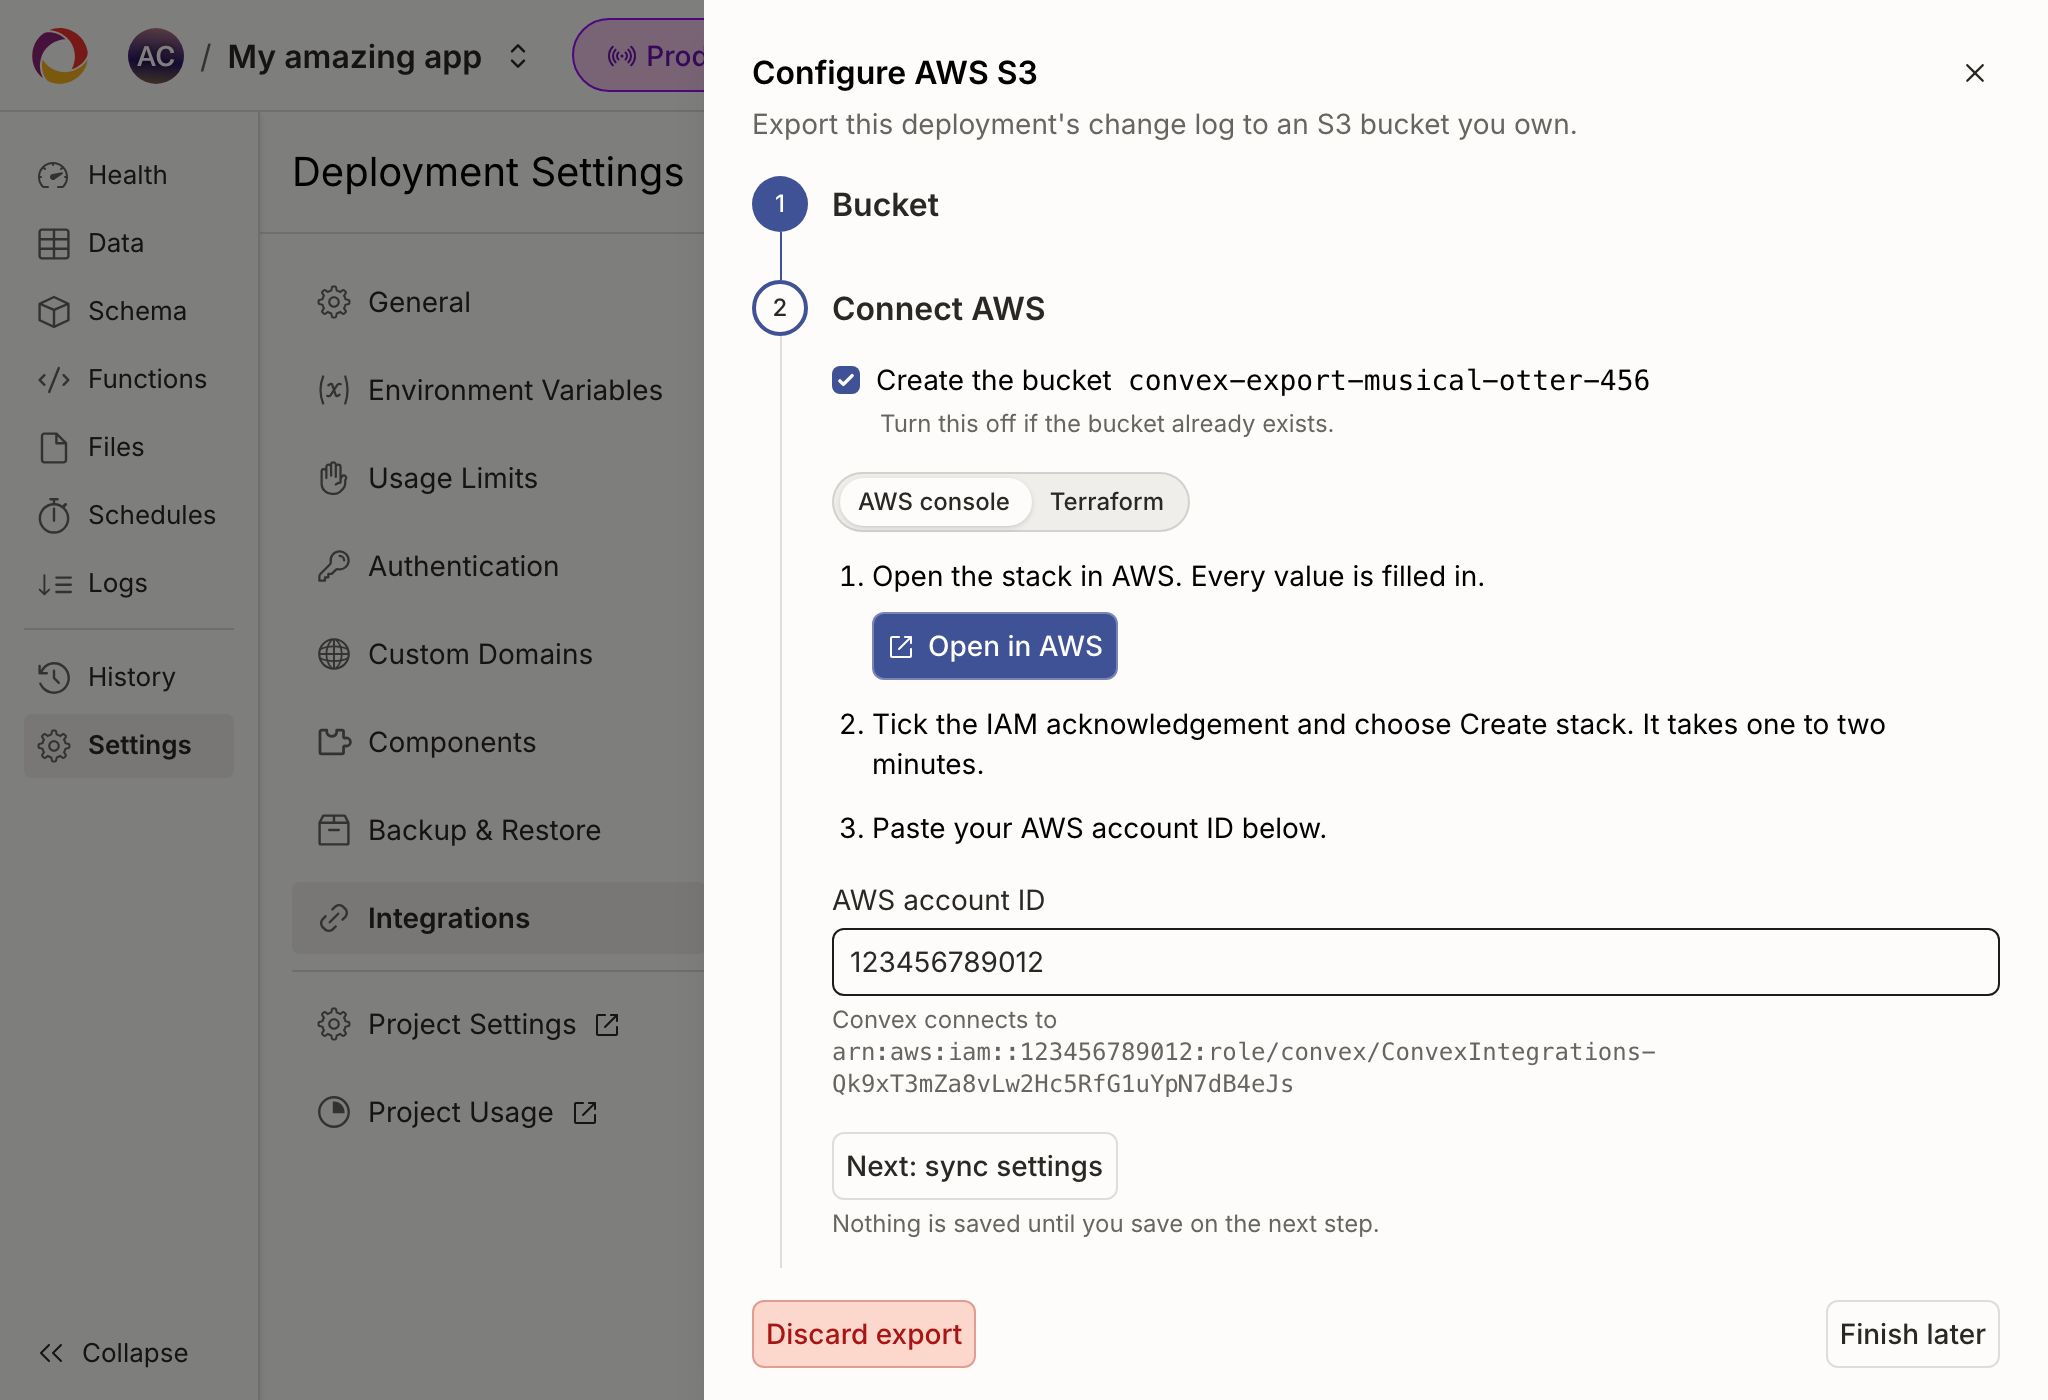 AC / My amazing app
Health
Data
Schema
Functions
Files
Schedules
Logs
History
Settings
Collapse
Deployment Settings
General
Environment Variables
Usage Limits
Authentication
Custom Domains
Components
Backup & Restore
Integrations
Project Settings
Project Usage
Configure AWS S3
Export this deployment's change log to an S3 bucket you own.
1 Bucket
2 Connect AWS
Create the bucket convex-export-musical-otter-456
Turn this off if the bucket already exists.
AWS console Terraform
1. Open the stack in AWS. Every value is filled in.
Open in AWS
2. Tick the IAM acknowledgement and choose Create stack. It takes one to two
minutes.
3. Paste your AWS account ID below.
AWS account ID
123456789012
Convex connects to
arn:aws:iam::123456789012:role/convex/ConvexIntegrations-
Qk9xT3mZa8vLw2Hc5RfG1uYpN7dB4eJs
Next: sync settings
Nothing is saved until you save on the next step.
Discard export
Finish later